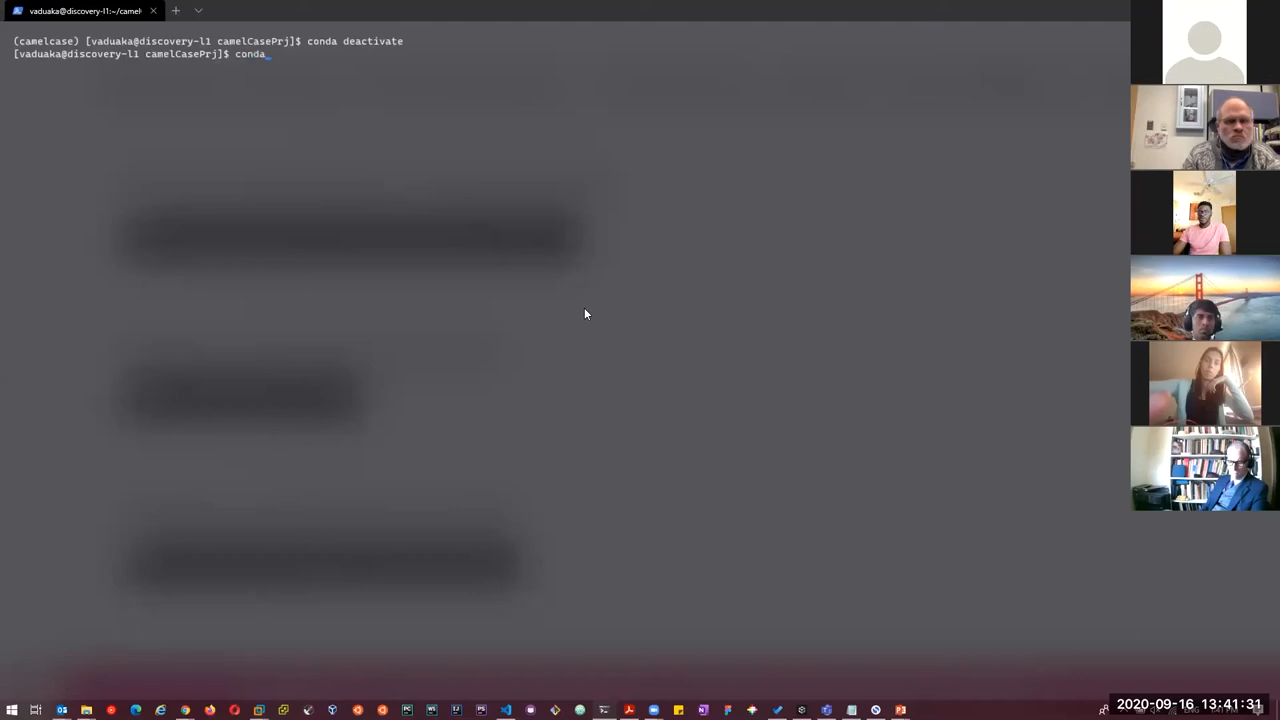 vaduaka@discovery-l1:~/camel
(camelcase) [vaduaka@discovery-l1 camelCasePrj]$ conda deactivate
[vaduaka@discovery-l1 camelCasePrj]$ conda
2020-09-16 13:41:31